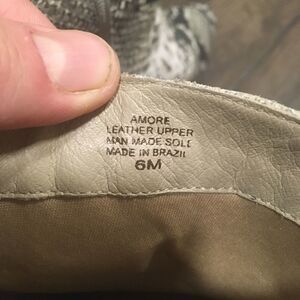 AMORE
LEATHER UPPER
MAN MADE SOLE
MADE IN BRAZIL
6M